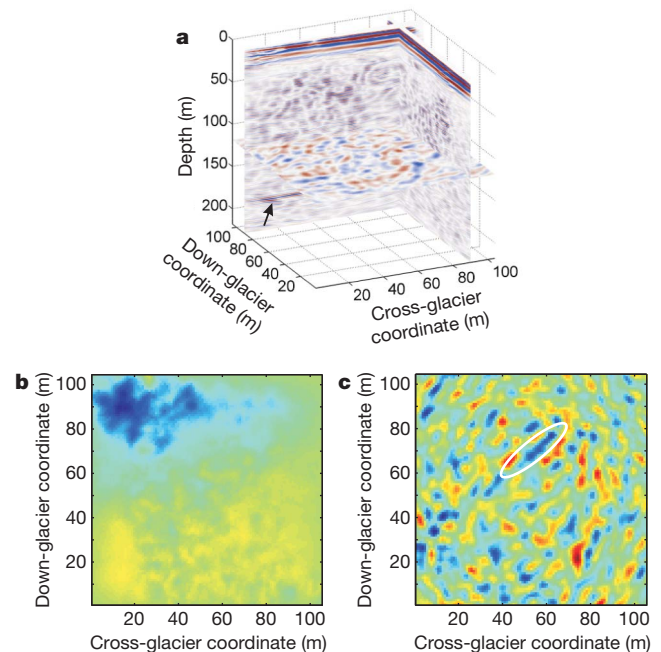 a
0
50
100
150
200
Depth (m)
100
80
60
40
20
Down-glacier
coordinate (m)
20
40
60
80
100
Cross-glacier
coordinate (m)
b
100
80
60
40
20
Down-glacier coordinate (m)
20 40 60 80 100
Cross-glacier coordinate (m)
c
100
80
60
40
20
Down-glacier coordinate (m)
20 40 60 80 100
Cross-glacier coordinate (m)